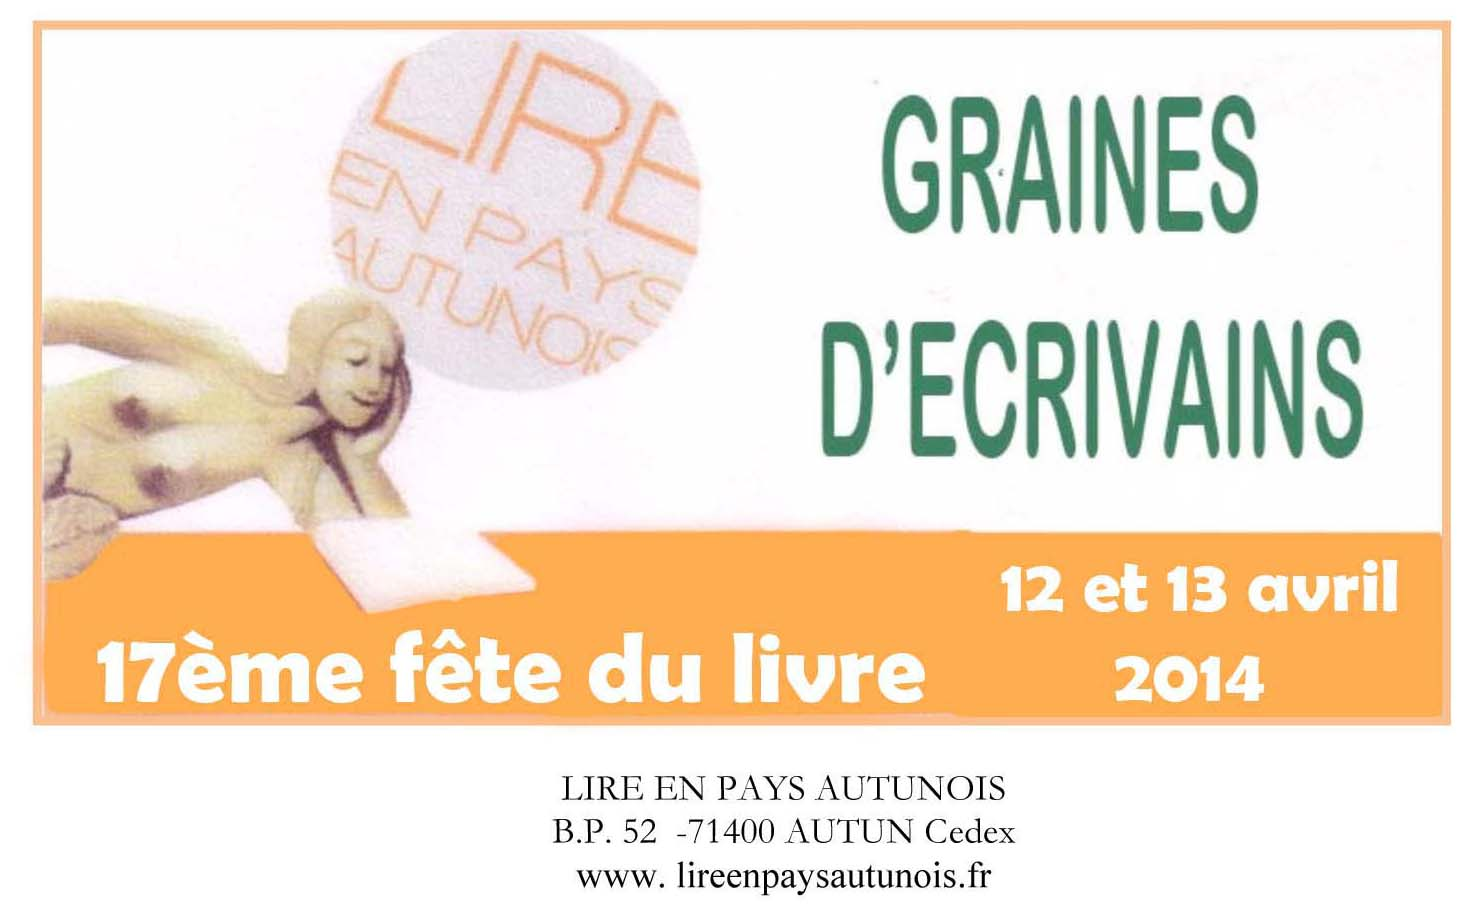 LIRE
EN PAYS
AUTUNOIS
GRAINES
D'ECRIVAINS
12 et 13 avril
2014
17ème fête du livre
LIRE EN PAYS AUTUNOIS
B.P. 52 -71400 AUTUN Cedex
www. lireenpaysautunois.fr